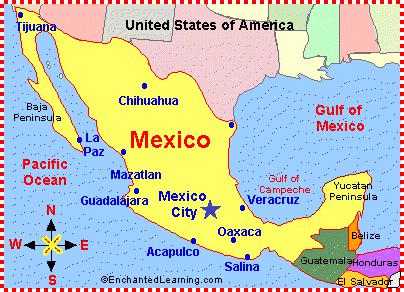 United States of America
Tijuana
Chihuahua
Baja
Peninsula
La
Paz
Mexico
Gulf of
Mexico
Pacific
Ocean
Mazatlan
Guadalajara
Mexico
City
Gulf of
Campeche
Veracruz
Yucatan
Peninsula
N
W
E
S
Acapulco
Oaxaca
Salina
Belize
Guatemala
Honduras
El Salvador
©EnchantedLearning.com